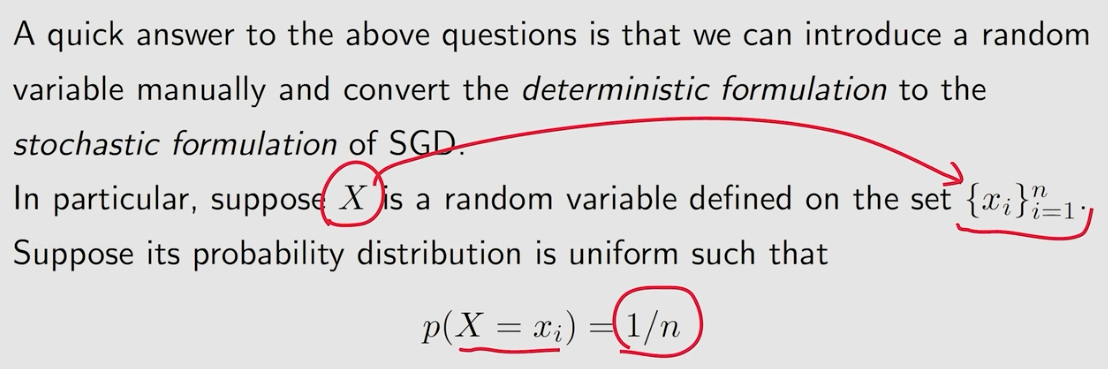 A quick answer to the above questions is that we can introduce a random
variable manually and convert the deterministic formulation to the
stochastic formulation of SGD.
In particular, suppose X is a random variable defined on the set {x_i}_{i=1}^n.
Suppose its probability distribution is uniform such that
p(X = x_i) = 1/n